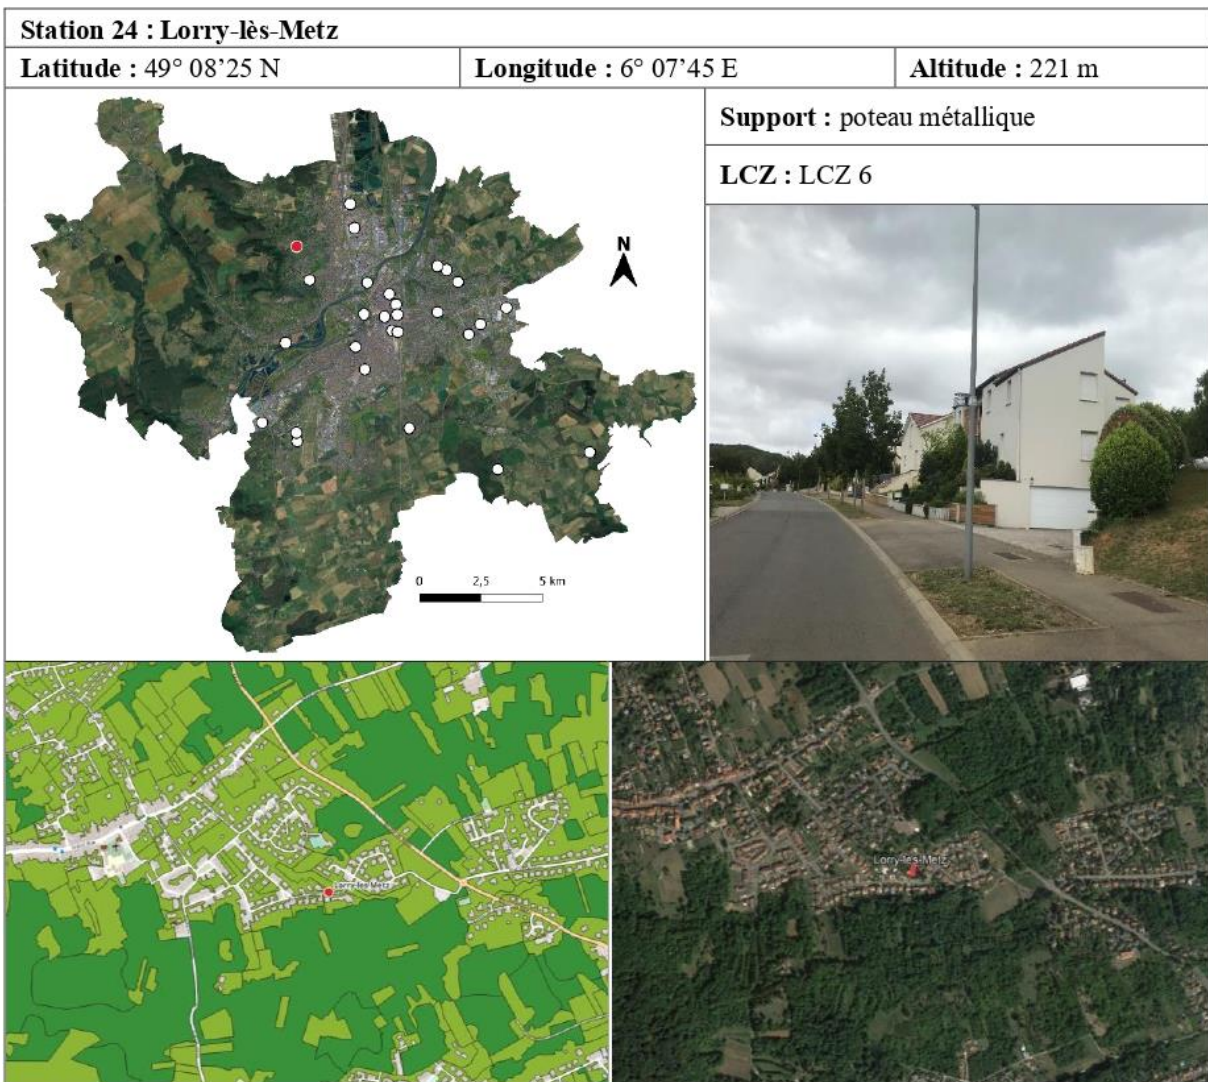 Station 24 : Lorry-lès-Metz
Latitude : 49° 08’25 N
Longitude : 6° 07’45 E
Altitude : 221 m
Support : poteau métallique
LCZ : LCZ 6
N
0 2,5 5 km
Lorry-lès-Metz
Lorry-lès-Metz